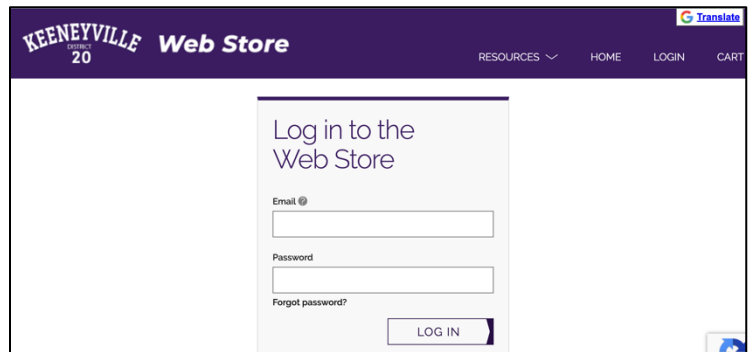 Translate
KEENEYVILLE
DISTRICT
20
Web Store
RESOURCES HOME LOGIN CART
Log in to the
Web Store
Email
Password
Forgot password?
LOG IN